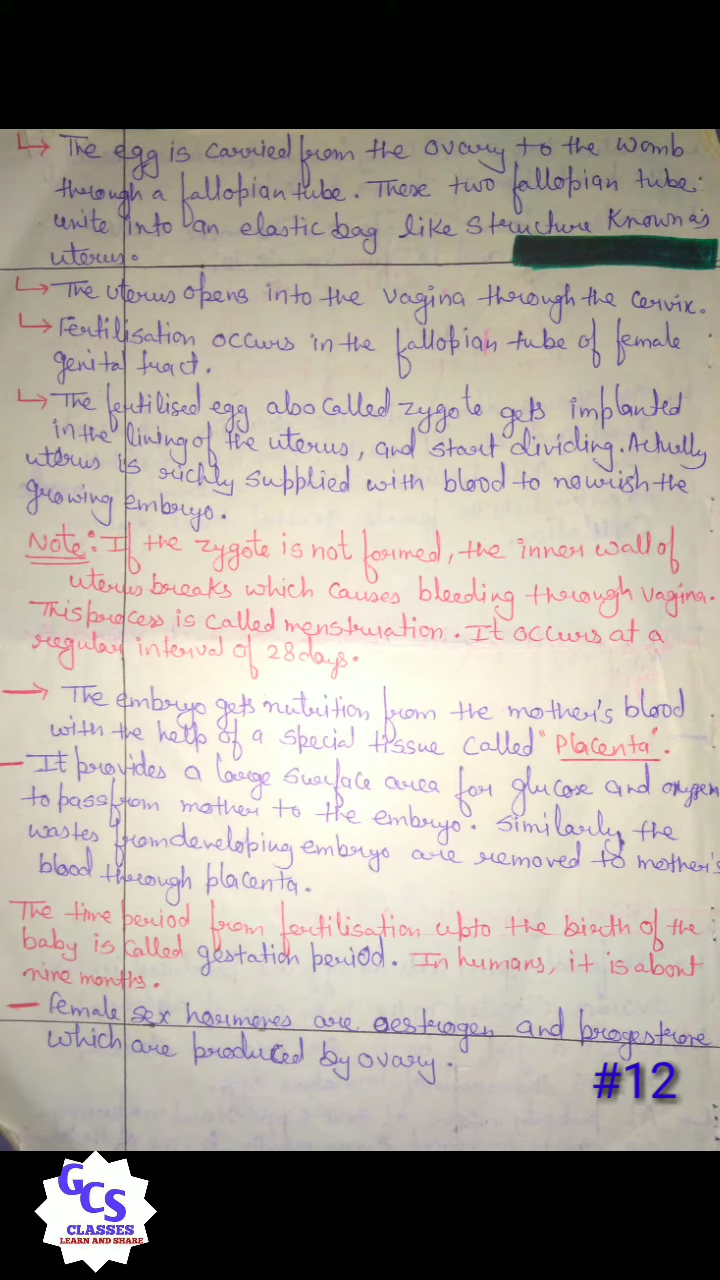 ↳ The egg is carried from the ovary to the womb
through a fallopian tube. These two fallopian tube
unite into an elastic bag like structure known as
uterus.
↳ The uterus opens into the vagina through the cervix.
↳ Fertilisation occurs in the fallopian tube of female
genital tract.
↳ The fertilised egg also called zygote gets implanted
in the lining of the uterus, and start dividing. Actually
uterus is richly supplied with blood to nourish the
growing embryo.
Note: If the zygote is not formed, the inner wall of
uterus breaks which causes bleeding through vagina.
This process is called menstruation. It occurs at a
regular interval of 28 days.
→ The embryo gets nutrition from the mother's blood
with the help of a special tissue called "Placenta".
- It provides a large surface area for glucose and oxygen
to pass from mother to the embryo. Similarly, the
wastes from developing embryo are removed to mother's
blood through placenta.
The time period from fertilisation upto the birth of the
baby is called gestation period. In humans, it is about
nine months.
- female sex hormones are oestrogen and progestrone
which are produced by ovary.
#12
GCS
CLASSES
LEARN AND SHARE